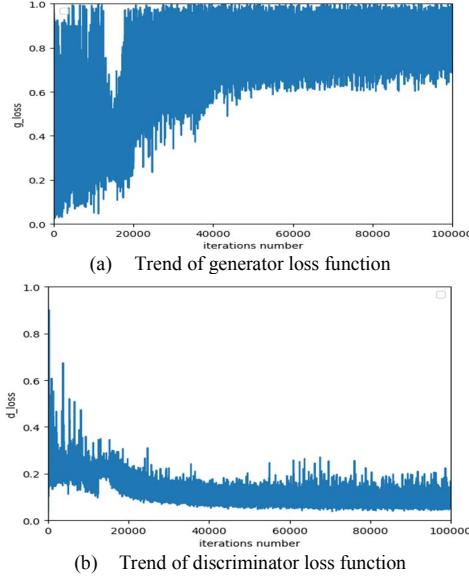 1.0
0.8
0.6
0.4
0.2
0.0
g_loss
0 20000 40000 60000 80000 100000
iterations number
(a) Trend of generator loss function
1.0
0.8
0.6
0.4
0.2
0.0
d_loss
0 20000 40000 60000 80000 100000
iterations number
(b) Trend of discriminator loss function